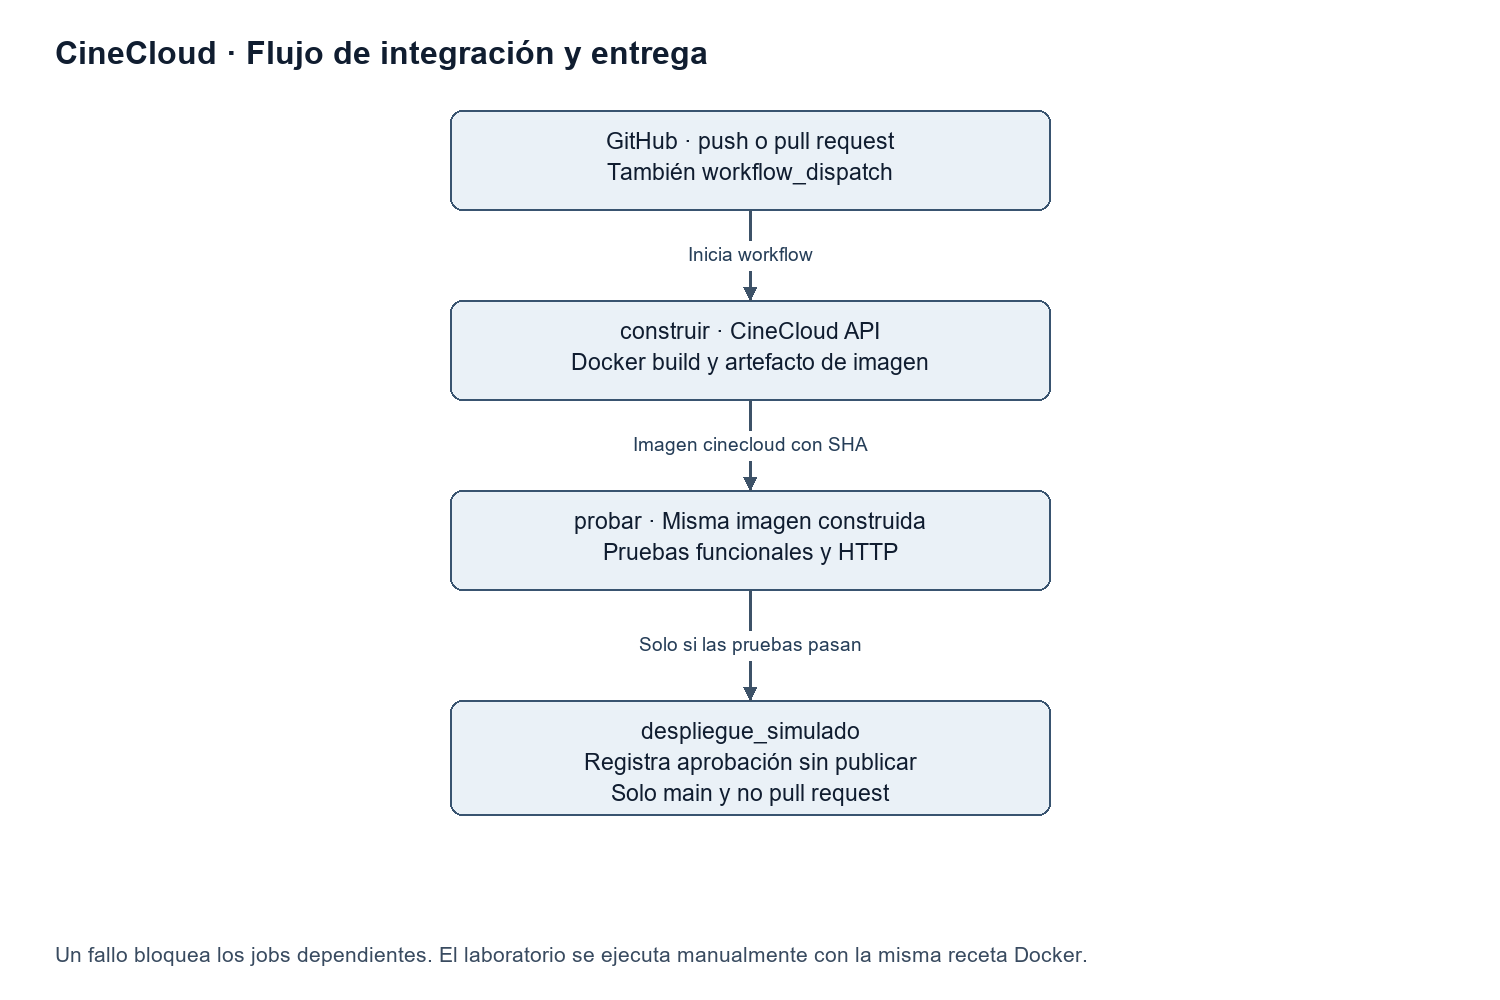 CineCloud · Flujo de integración y entrega
GitHub · push o pull request
También workflow_dispatch
Inicia workflow
construir · CineCloud API
Docker build y artefacto de imagen
Imagen cinecloud con SHA
probar · Misma imagen construida
Pruebas funcionales y HTTP
Solo si las pruebas pasan
despliegue_simulado
Registra aprobación sin publicar
Solo main y no pull request
Un fallo bloquea los jobs dependientes. El laboratorio se ejecuta manualmente con la misma receta Docker.